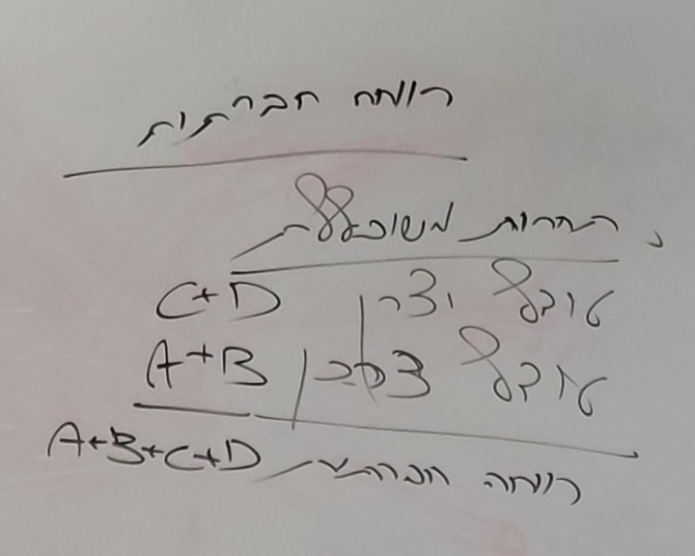 רווחה חברתית
תחרות משוכללת
עודף יצרן C+D
עודף צרכן A+B
רווחה חברתית A+B+C+D